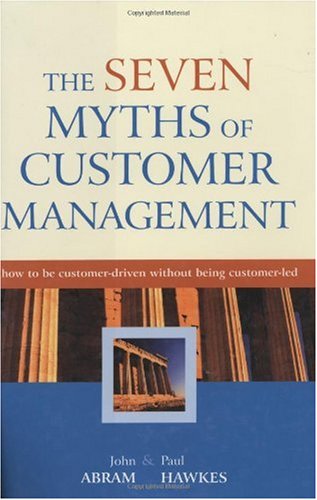 THE SEVEN
MYTHS OF
CUSTOMER
MANAGEMENT
how to be customer-driven without being customer-led
John & Paul
ABRAM HAWKES